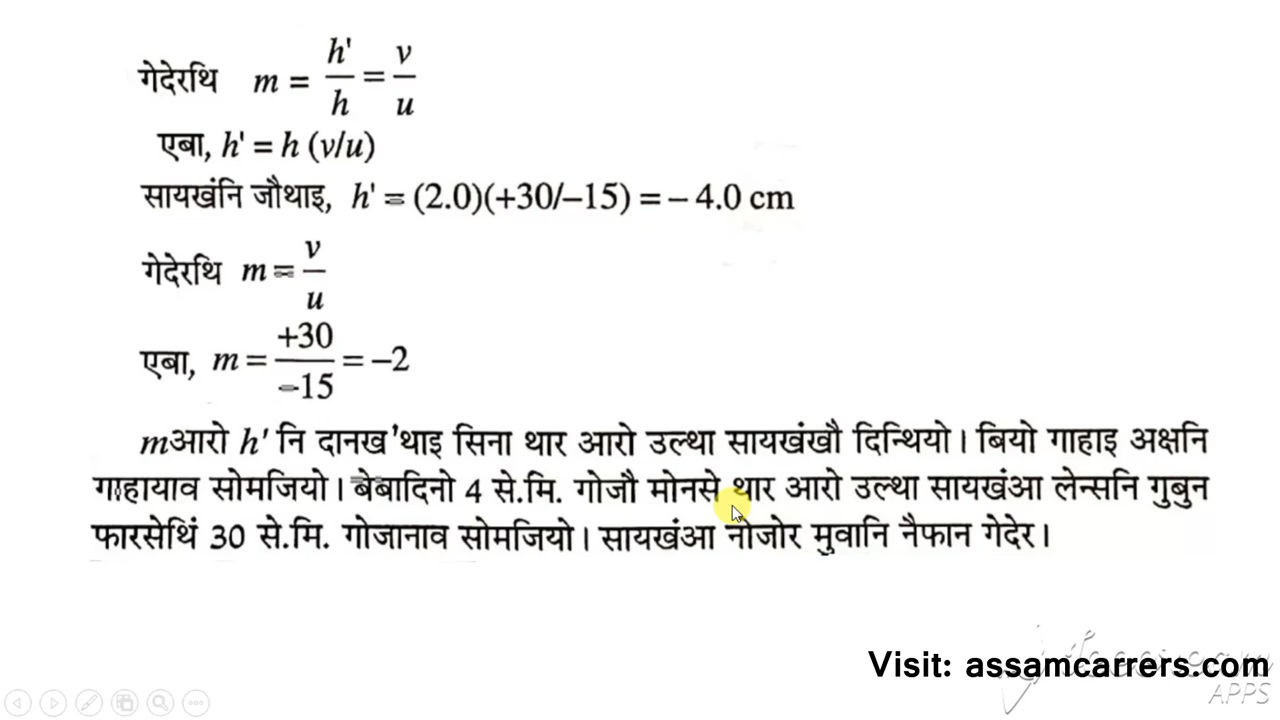 गेदेरथि m = h'/h = v/u
एबा, h' = h (v/u)
सायखंनि जौथाइ, h' = (2.0)(+30/–15) = – 4.0 cm
गेदेरथि m = v/u
एबा, m = +30/–15 = –2
mआरो h' नि दानख'थाइ सिना थार आरो उल्था सायखंखौ दिन्थियो। बियो गाहाइ अक्षनि
गाहायाव सोमजियो। बेबादिनो 4 से.मि. गोजौ मोनसे थार आरो उल्था सायखंआ लेन्सनि गुबुन
फारसेथिं 30 से.मि. गोजानाव सोमजियो। सायखंआ नोजोर मुवानि नैफान गेदेर।
Visit: assamcarrers.com
APPS